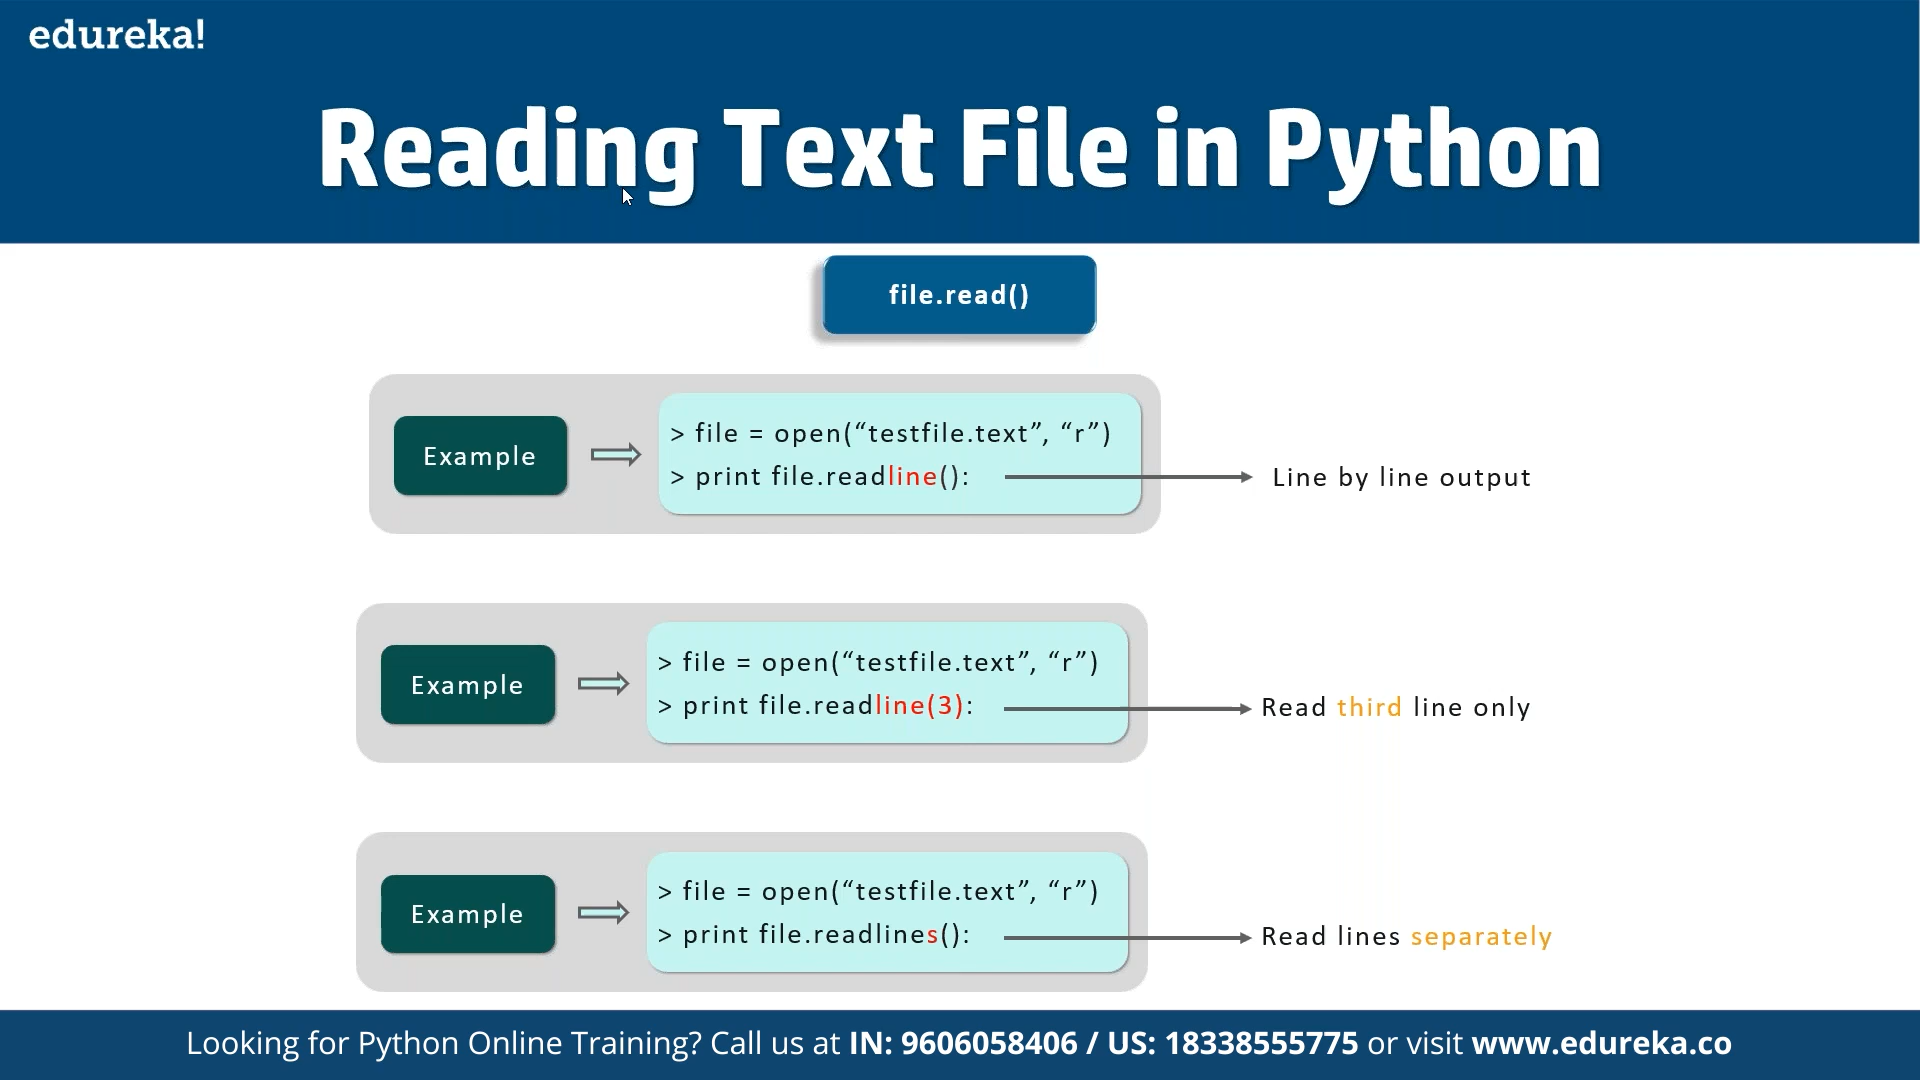 edureka!
Reading Text File in Python
file.read()
Example
> file = open(“testfile.text”, “r”)
> print file.readline():
Line by line output
Example
> file = open(“testfile.text”, “r”)
> print file.readline(3):
Read third line only
Example
> file = open(“testfile.text”, “r”)
> print file.readlines():
Read lines separately
Looking for Python Online Training? Call us at IN: 9606058406 / US: 18338555775 or visit www.edureka.co